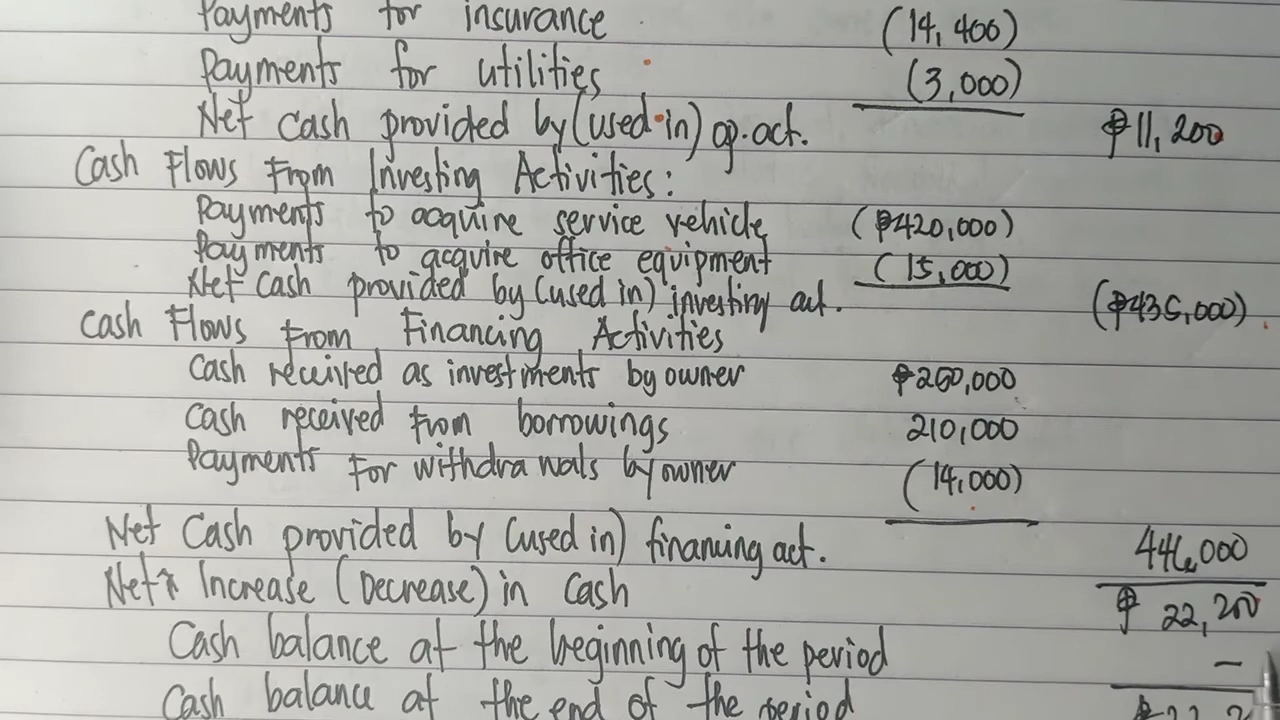 Payments for insurance (14,400)
Payments for utilities (3,000)
Net Cash provided by (used in) op. act. ₱11,200
Cash Flows From Investing Activities:
Payments to acquire service vehicle (₱420,000)
Payments to acquire office equipment (15,000)
Net Cash provided by (used in) investing act. (₱435,000)
Cash Flows From Financing Activities
Cash received as investments by owner ₱250,000
Cash received from borrowings 210,000
Payments For withdrawals by owner (14,000)
Net Cash provided by (used in) financing act. 446,000
Net Increase (Decrease) in Cash ₱ 22,200
Cash balance at the beginning of the period –
Cash balance at the end of the period